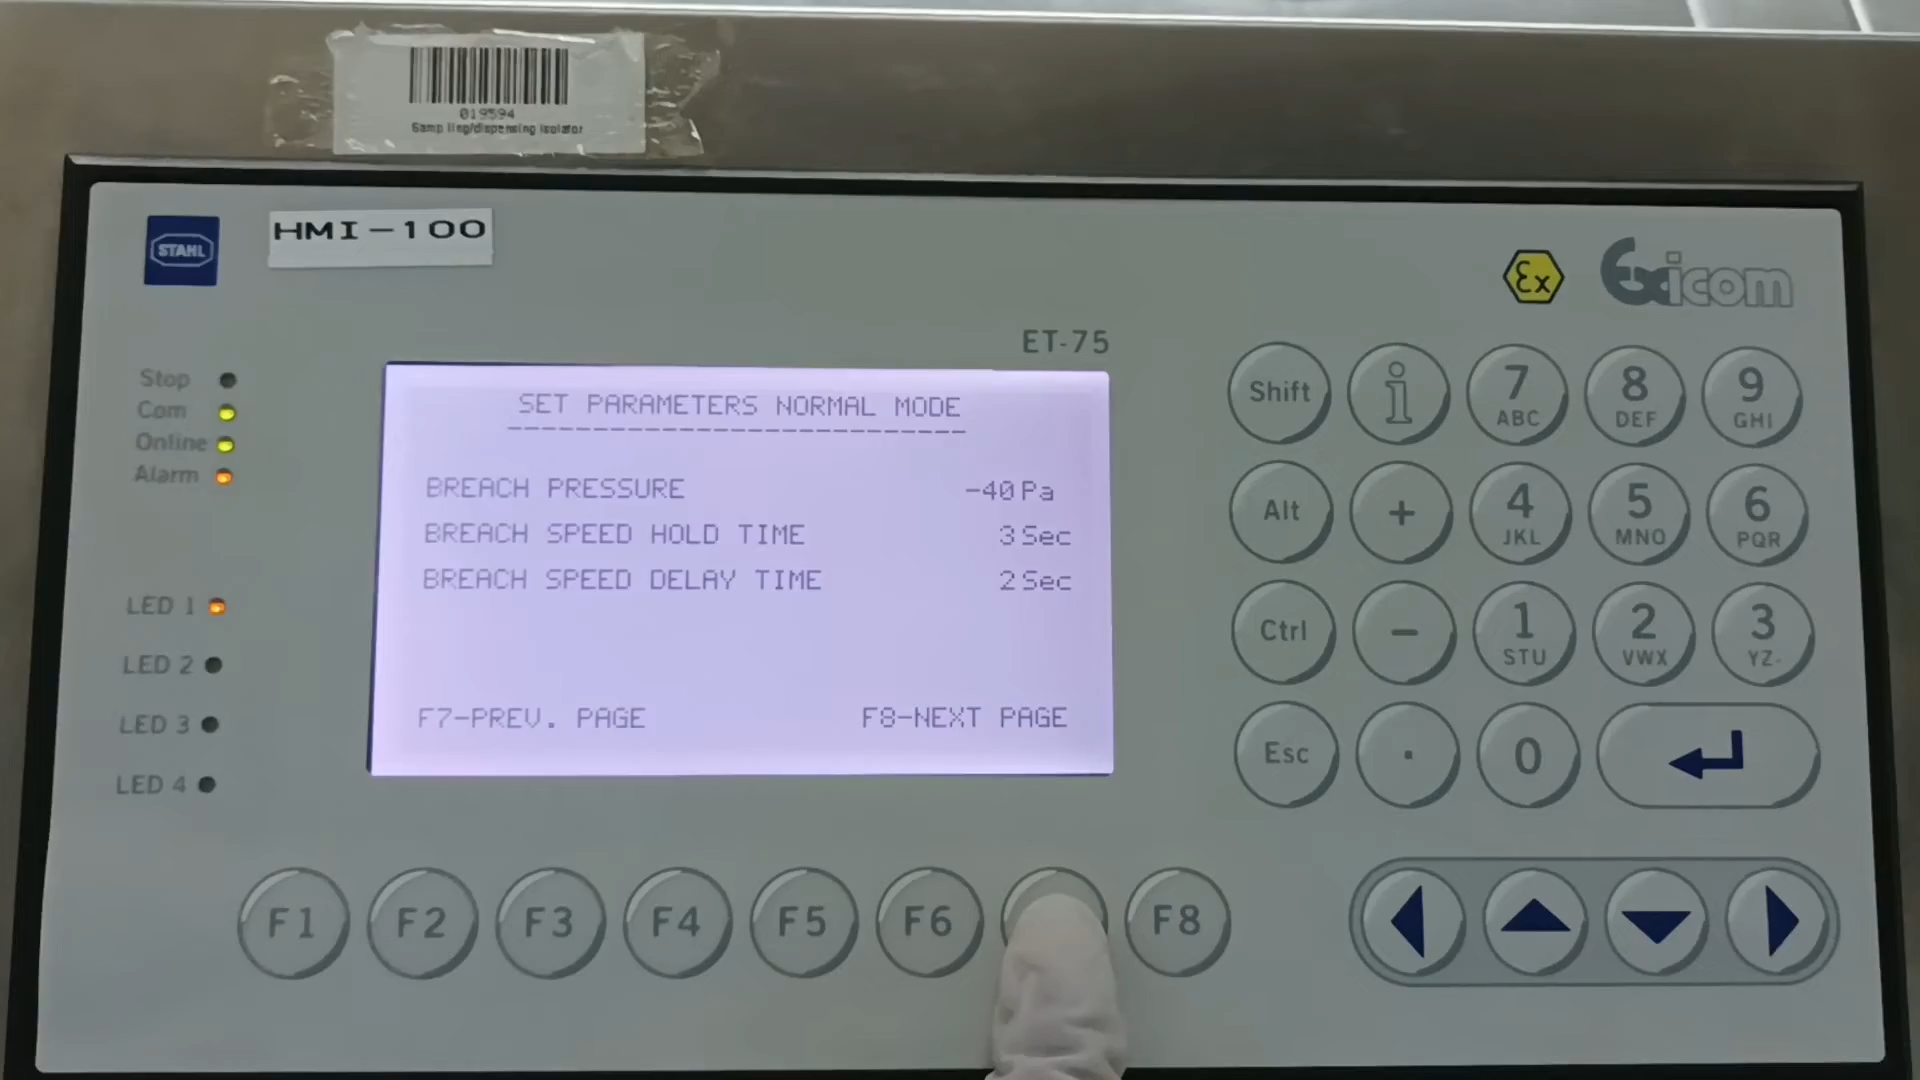 019594
Sampling/dispensing isolator
STAHL
HMI-100
Ex
Exicom
ET-75
Stop
Com
Online
Alarm
LED 1
LED 2
LED 3
LED 4
SET PARAMETERS NORMAL MODE
BREACH PRESSURE -40 Pa
BREACH SPEED HOLD TIME 3 Sec
BREACH SPEED DELAY TIME 2 Sec
F7-PREV. PAGE F8-NEXT PAGE
Shift i 7 ABC 8 DEF 9 GHI
Alt + 4 JKL 5 MNO 6 PQR
Ctrl - 1 STU 2 VWX 3 YZ-
Esc . 0
F1 F2 F3 F4 F5 F6 F8